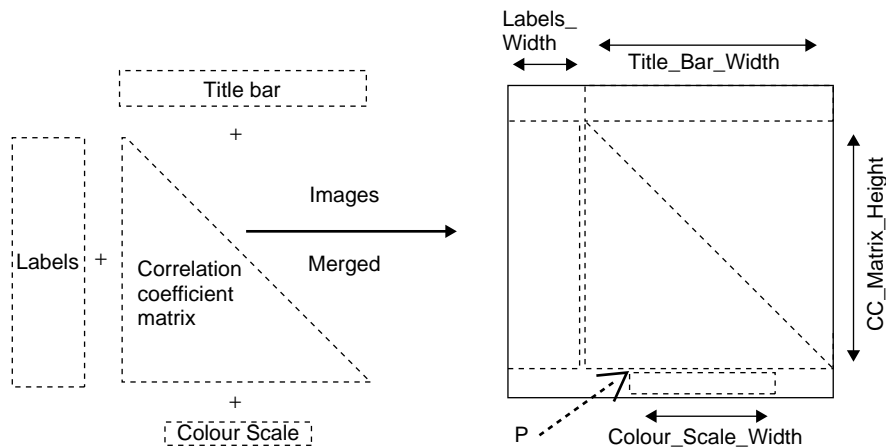 Title bar
+
Labels
+
Correlation
coefficient
matrix
+
Colour Scale
Images
Merged
Labels_
Width
Title_Bar_Width
CC_Matrix_Height
P
Colour_Scale_Width